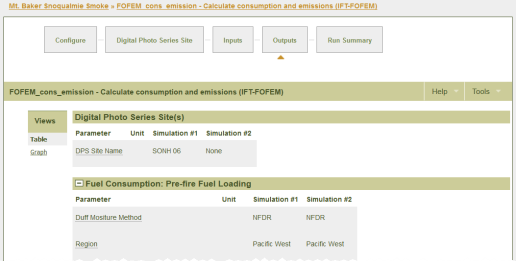 Mt. Baker Snoqualmie Smoke » FOFEM_cons_emission - Calculate consumption and emissions (IFT-FOFEM)
Configure Digital Photo Series Site Inputs Outputs Run Summary
FOFEM_cons_emission - Calculate consumption and emissions (IFT-FOFEM) Help Tools
Views
Table
Graph
Digital Photo Series Site(s)
Parameter Unit Simulation #1 Simulation #2
DPS Site Name SONH 06 None
Fuel Consumption: Pre-fire Fuel Loading
Parameter Unit Simulation #1 Simulation #2
Duff Moisture Method NFDR NFDR
Region Pacific West Pacific West